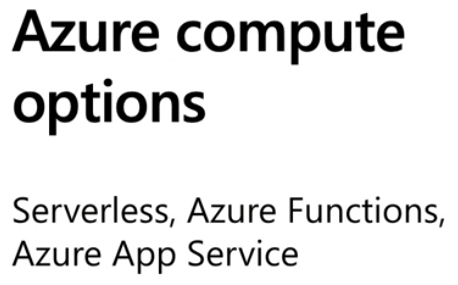 Azure compute
options
Serverless, Azure Functions,
Azure App Service